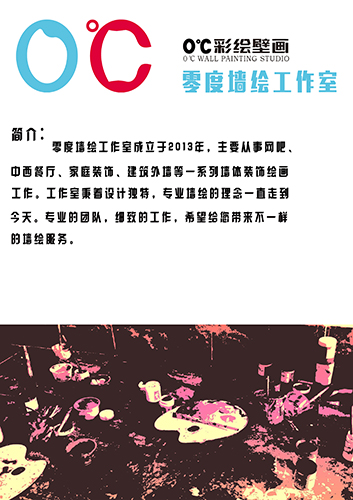 0℃
0℃彩绘壁画
0℃ WALL PAINTING STUDIO
零度墙绘工作室
简介：
零度墙绘工作室成立于2013年，主要从事网吧、
中西餐厅、家庭装饰、建筑外墙等一系列墙体装饰绘画
工作。工作室秉着设计独特，专业墙绘的理念一直走到
今天。专业的团队，细致的工作，希望给您带来不一样
的墙绘服务。